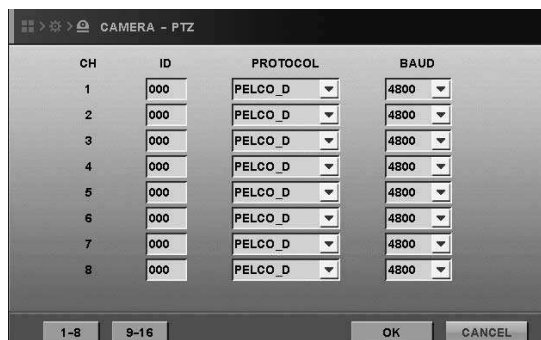 CAMERA - PTZ
CH ID PROTOCOL BAUD
1 000 PELCO_D 4800
2 000 PELCO_D 4800
3 000 PELCO_D 4800
4 000 PELCO_D 4800
5 000 PELCO_D 4800
6 000 PELCO_D 4800
7 000 PELCO_D 4800
8 000 PELCO_D 4800
1-8 9-16 OK CANCEL